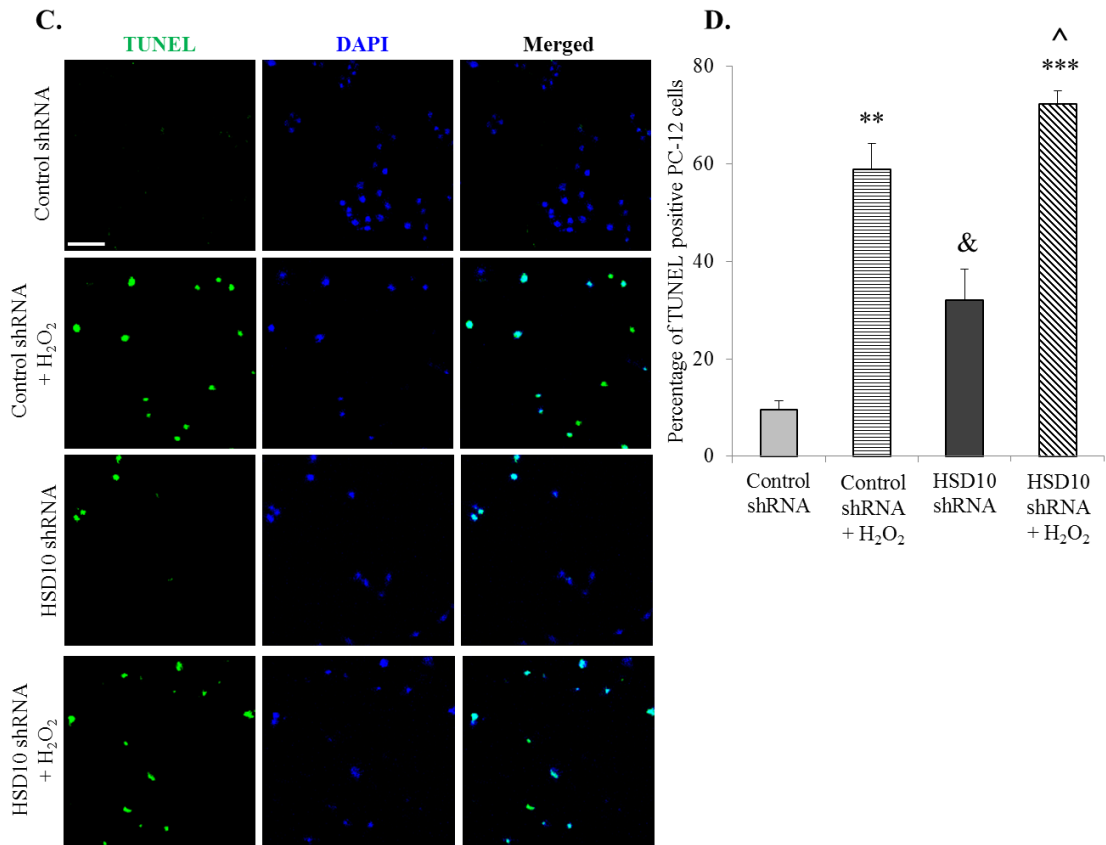 C.
TUNEL
DAPI
Merged
Control shRNA
Control shRNA
+ H₂O₂
HSD10 shRNA
HSD10 shRNA
+ H₂O₂
D.
Percentage of TUNEL positive PC-12 cells
80
60
40
20
0
**
&
^
***
Control
shRNA
Control
shRNA
+ H₂O₂
HSD10
shRNA
HSD10
shRNA
+ H₂O₂